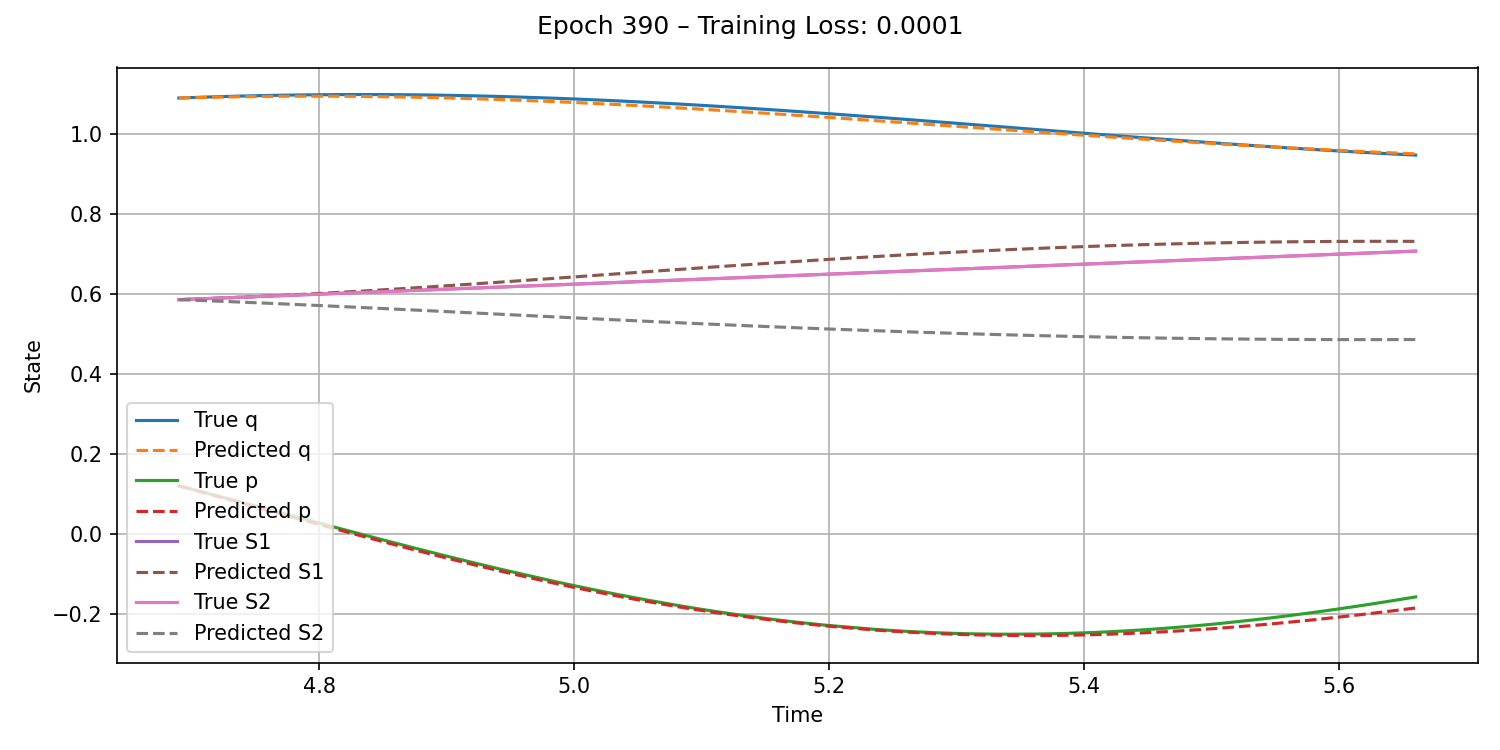 Epoch 390 – Training Loss: 0.0001
State
1.0
0.8
0.6
0.4
0.2
0.0
−0.2
True q
Predicted q
True p
Predicted p
True S1
Predicted S1
True S2
Predicted S2
4.8 5.0 5.2 5.4 5.6
Time